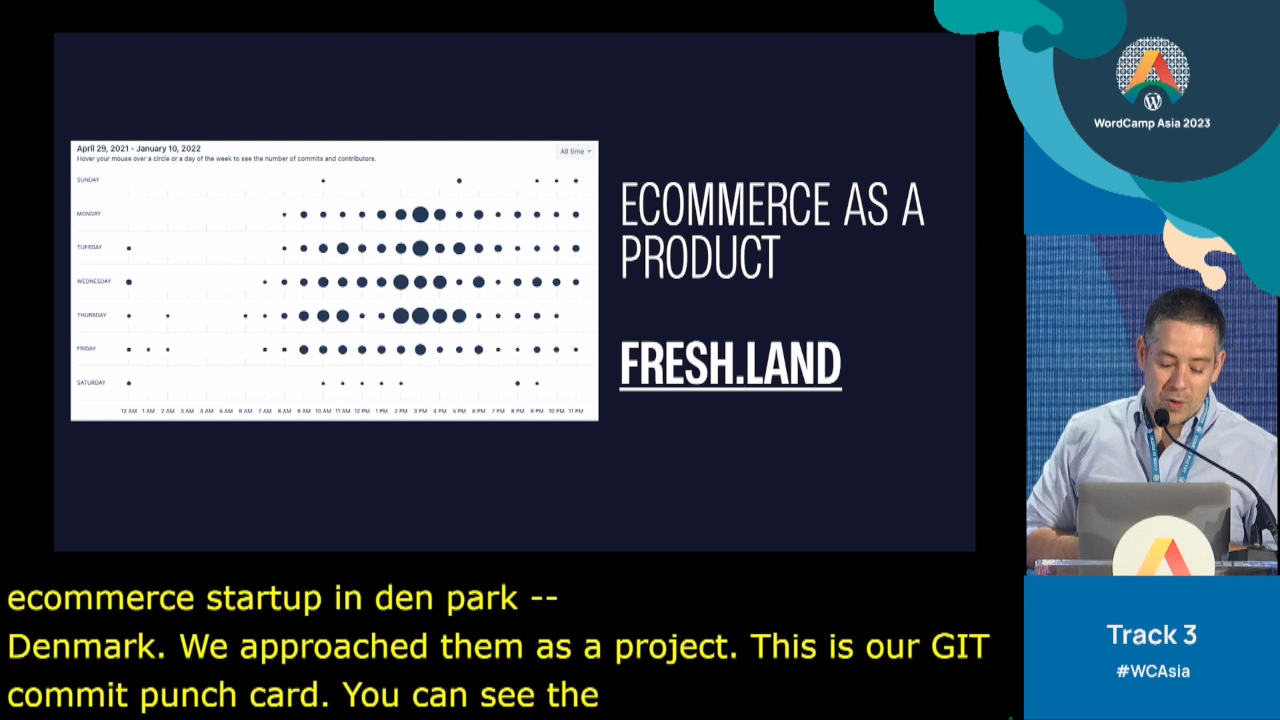 April 29, 2021 - January 10, 2022
Hover your mouse over a circle or a day of the week to see the number of commits and contributors.
All time
SUNDAY
MONDAY
TUESDAY
WEDNESDAY
THURSDAY
FRIDAY
SATURDAY
12 AM 1 AM 2 AM 3 AM 4 AM 5 AM 6 AM 7 AM 8 AM 9 AM 10 AM 11 AM 12 PM 1 PM 2 PM 3 PM 4 PM 5 PM 6 PM 7 PM 8 PM 9 PM 10 PM 11 PM
ECOMMERCE AS A
PRODUCT
FRESH.LAND
WordCamp Asia 2023
Track 3
#WCAsia
ecommerce startup in den park --
Denmark. We approached them as a project. This is our GIT
commit punch card. You can see the